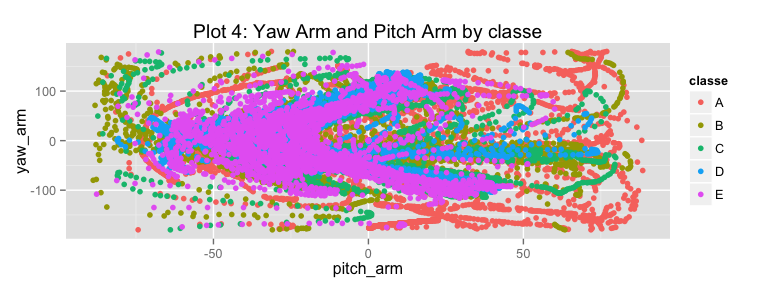 Plot 4: Yaw Arm and Pitch Arm by classe
yaw_arm
100
0
-100
-50
0
50
pitch_arm
classe
A
B
C
D
E